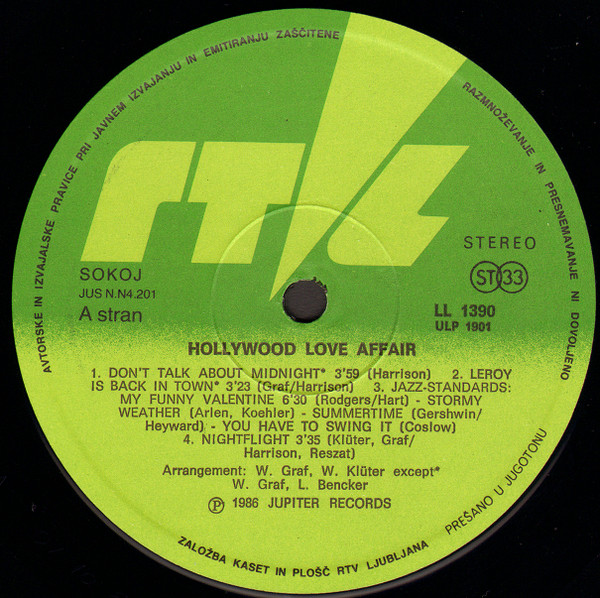 AVTORSKE IN IZVAJALSKE PRAVICE PRI JAVNEM IZVAJANJU IN EMITIRANJU ZAŠČITENE
RAZMNOŽEVANJE IN PRESNEMAVANJE NI DOVOLJENO
RTL
STEREO
SOKOJ
JUS N.N4.201
A stran
ST 33
LL 1390
ULP 1901
HOLLYWOOD LOVE AFFAIR
1. DON'T TALK ABOUT MIDNIGHT* 3'59 (Harrison) 2. LEROY
IS BACK IN TOWN* 3'23 (Graf/Harrison) 3. JAZZ-STANDARDS:
MY FUNNY VALENTINE 6'30 (Rodgers/Hart) - STORMY
WEATHER (Arlen, Koehler) - SUMMERTIME (Gershwin/
Heyward) - YOU HAVE TO SWING IT (Coslow)
4. NIGHTFLIGHT 3'35 (Klüter, Graf/
Harrison, Reszat)
Arrangement: W. Graf, W. Klüter except*
W. Graf, L. Bencker
Ⓟ 1986 JUPITER RECORDS
PREŠANO U JUGOTONU
ZALOŽBA KASET IN PLOŠČ RTV LJUBLJANA